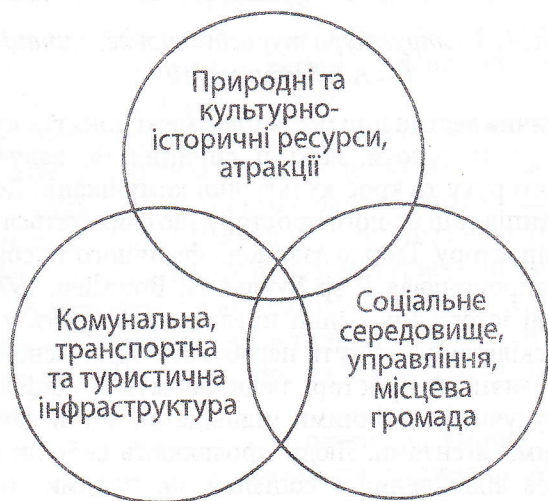 Природні та
культурно-
історичні ресурси,
атракції
Комунальна,
транспортна
та туристична
інфраструктура
Соціальне
середовище,
управління,
місцева
громада